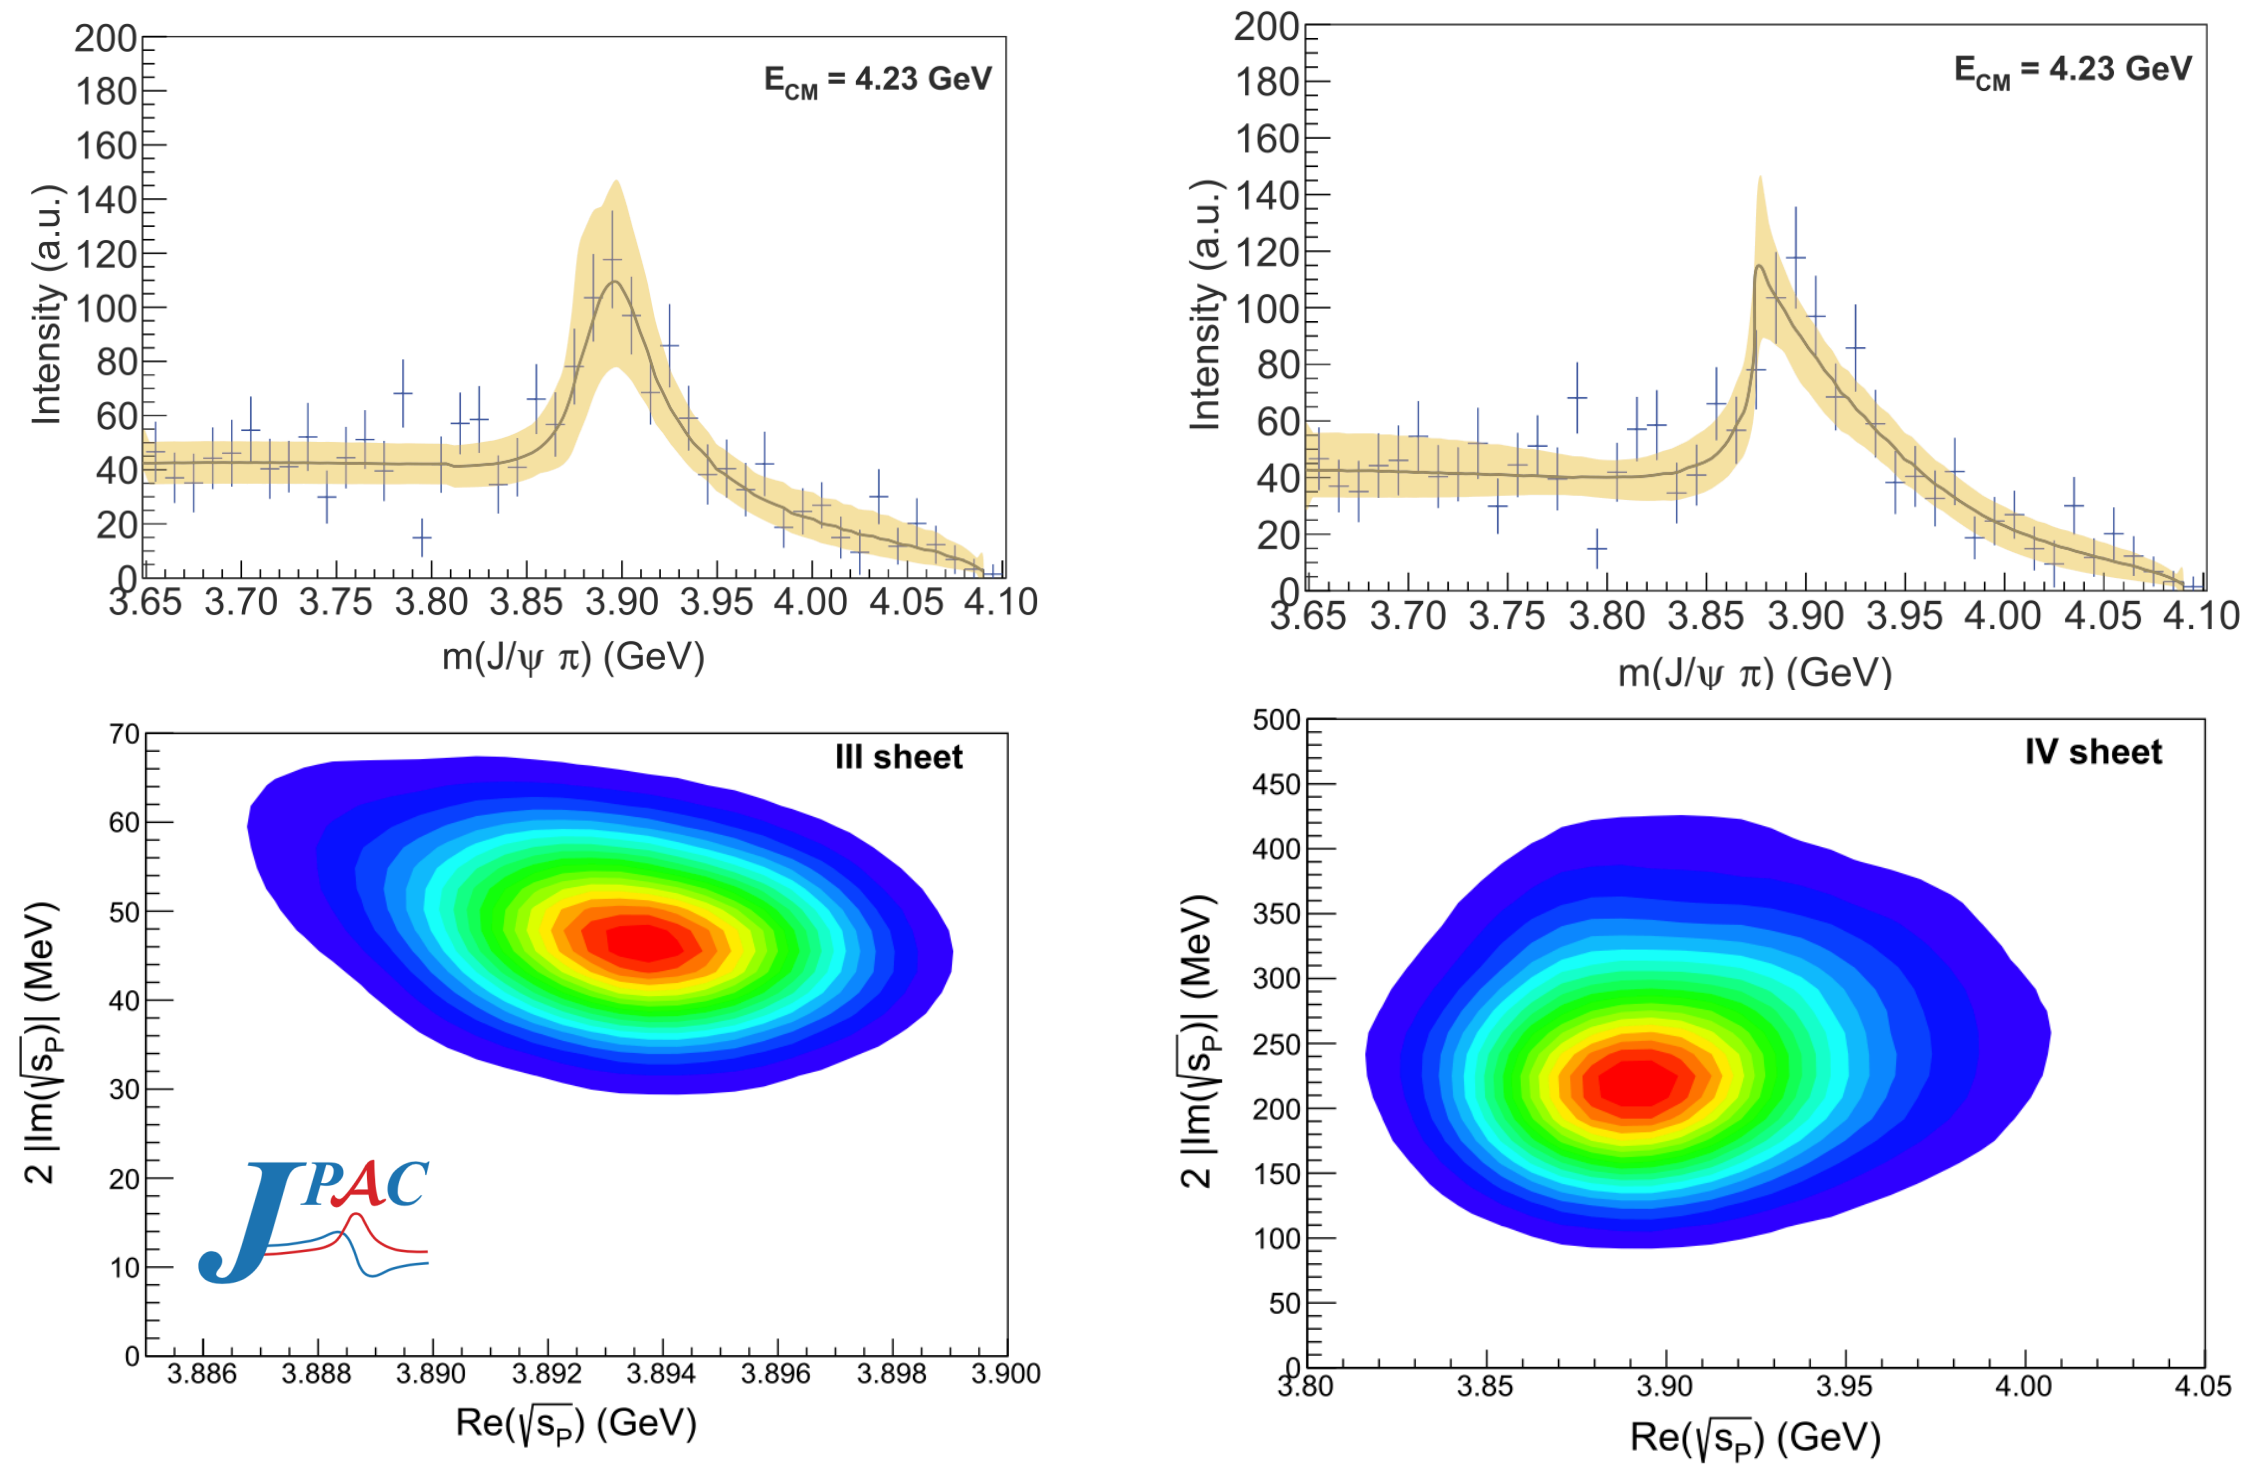 200
180
160
140
120
100
80
60
40
20
0
Intensity (a.u.)
E_CM = 4.23 GeV
3.65 3.70 3.75 3.80 3.85 3.90 3.95 4.00 4.05 4.10
m(J/ψ π) (GeV)
200
180
160
140
120
100
80
60
40
20
0
Intensity (a.u.)
E_CM = 4.23 GeV
3.65 3.70 3.75 3.80 3.85 3.90 3.95 4.00 4.05 4.10
m(J/ψ π) (GeV)
70
60
50
40
30
20
10
0
2 |Im(√s_P)| (MeV)
III sheet
JPAC
3.886 3.888 3.890 3.892 3.894 3.896 3.898 3.900
Re(√s_P) (GeV)
500
450
400
350
300
250
200
150
100
50
0
2 |Im(√s_P)| (MeV)
IV sheet
3.80 3.85 3.90 3.95 4.00 4.05
Re(√s_P) (GeV)